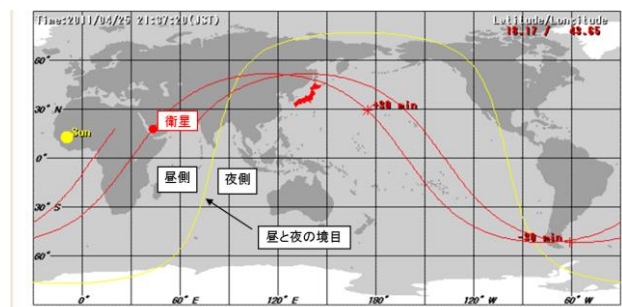 Time:2011/04/25 21:37:20(JST)
Latitude/Longitude
18.17 / 43.65
60°
30° N
+30 min
衛星
Sun
0°
昼側
夜側
30° S
昼と夜の境目
-30 min
60°
0°
60° E
120° E
180°
120° W
60° W